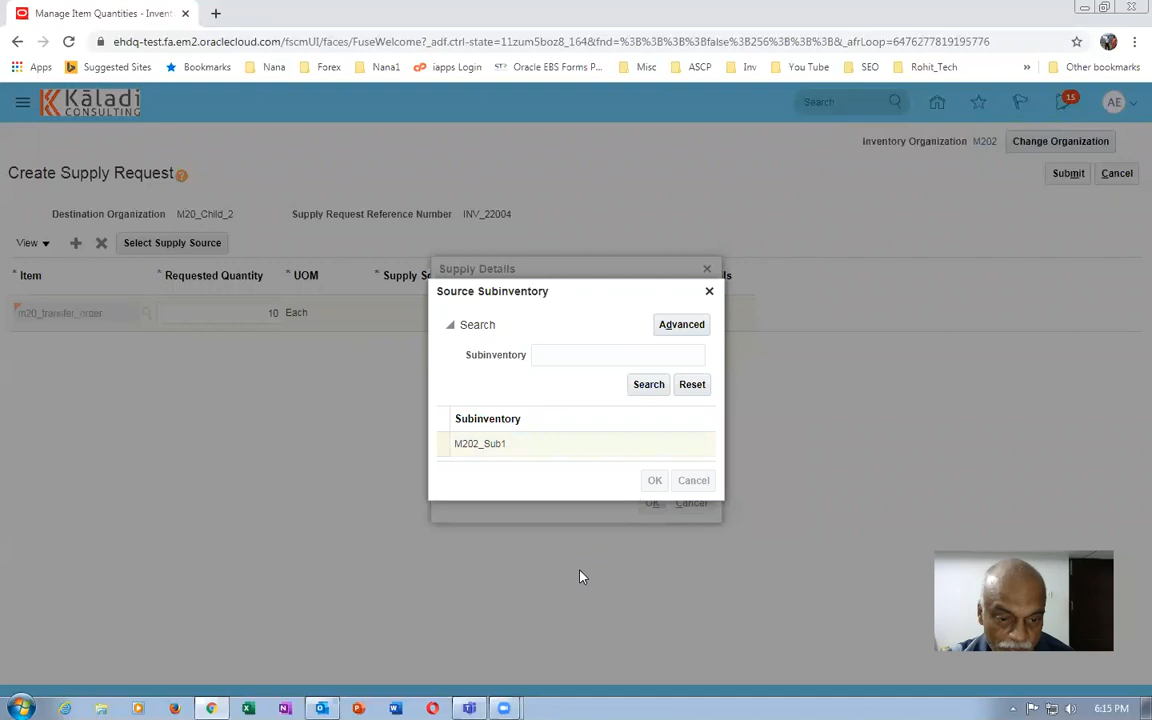 Manage Item Quantities - Invent
ehdq-test.fa.em2.oraclecloud.com/fscmUI/faces/FuseWelcome?_adf.ctrl-state=11zum5boz8_164&fnd=%3B%3B%3B%3Bfalse%3B256%3B%3B%3B&_afrLoop=6476277819195776
Apps Suggested Sites Bookmarks Nana Forex Nana1 iapps Login Oracle EBS Forms P... Misc ASCP Inv You Tube SEO Rohit_Tech » Other bookmarks
Kāladi
CONSULTING
Search
15
AE
Inventory Organization M202 Change Organization
Create Supply Request
Submit Cancel
Destination Organization M20_Child_2 Supply Request Reference Number INV_22004
View Select Supply Source
* Item * Requested Quantity * UOM * Supply S
m20_transfer_order 10 Each
Supply Details
Source Subinventory
Search
Advanced
Subinventory
Search Reset
Subinventory
M202_Sub1
OK Cancel
OK Cancel
6:15 PM